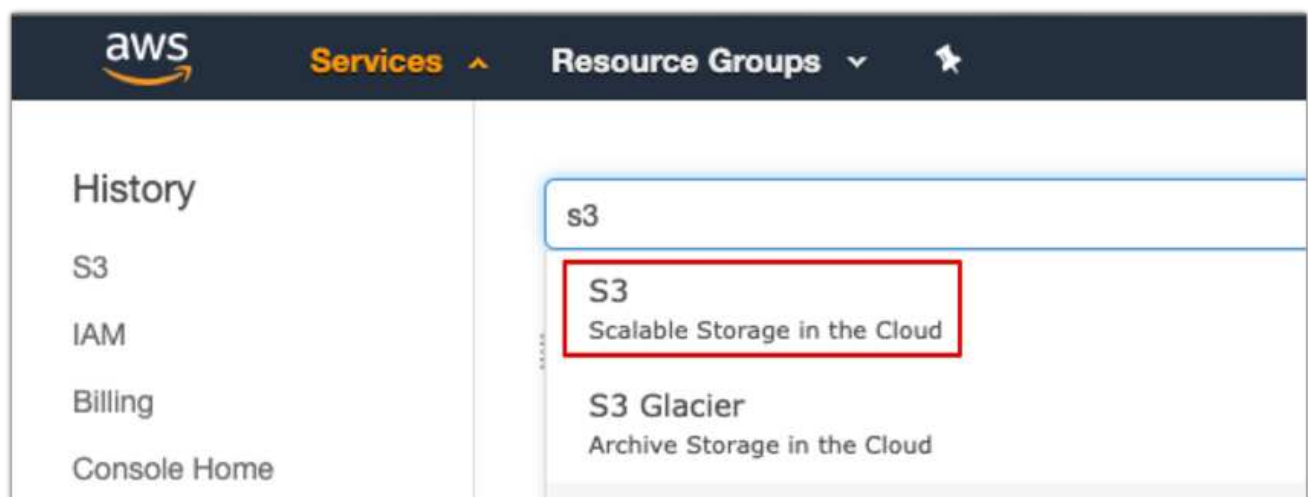 aws
Services
Resource Groups
History
S3
IAM
Billing
Console Home
s3
S3
Scalable Storage in the Cloud
S3 Glacier
Archive Storage in the Cloud